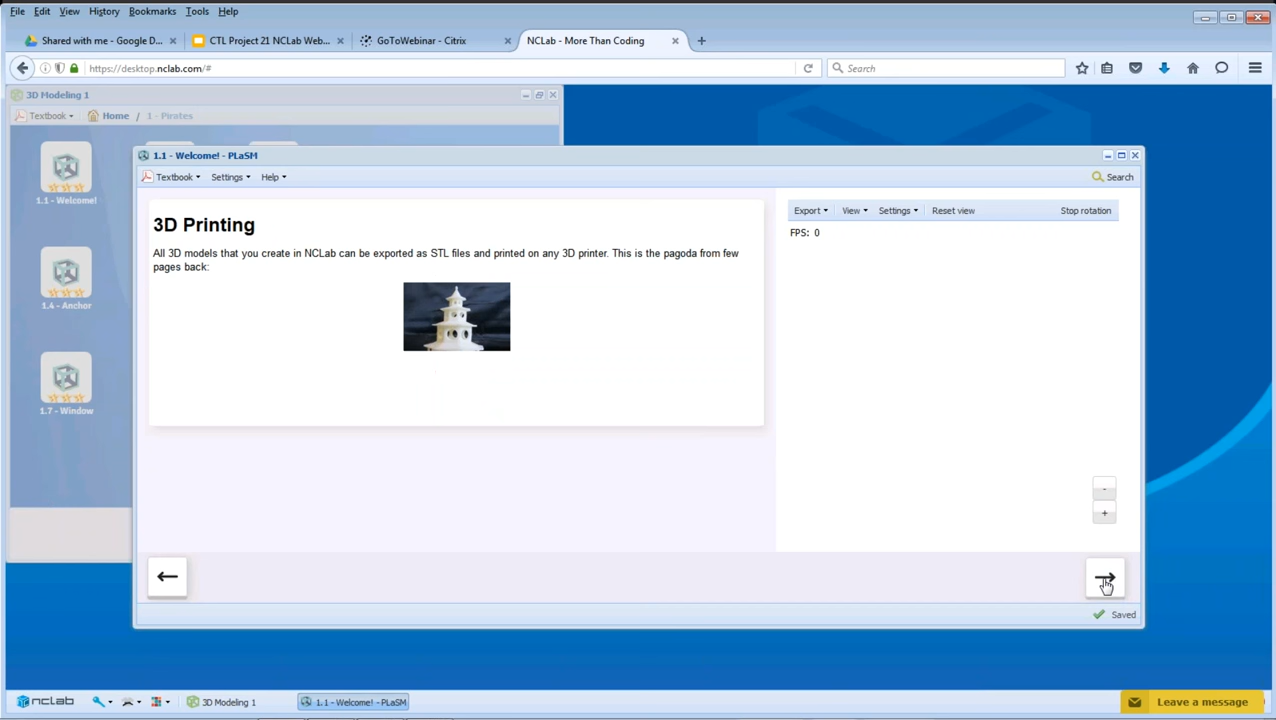 File Edit View History Bookmarks Tools Help
Shared with me - Google D... CTL Project 21 NCLab Web... GoToWebinar - Citrix NCLab - More Than Coding
https://desktop.nclab.com/# Search
3D Modeling 1
Textbook Home / 1 - Pirates
1.1 - Welcome!
1.4 - Anchor
1.7 - Window
1.1 - Welcome! - PLaSM
Textbook Settings Help Search
3D Printing
All 3D models that you create in NCLab can be exported as STL files and printed on any 3D printer. This is the pagoda from few
pages back:
Export View Settings Reset view Stop rotation
FPS: 0
-
+
Saved
nclab 3D Modeling 1 1.1 - Welcome! - PLaSM Leave a message